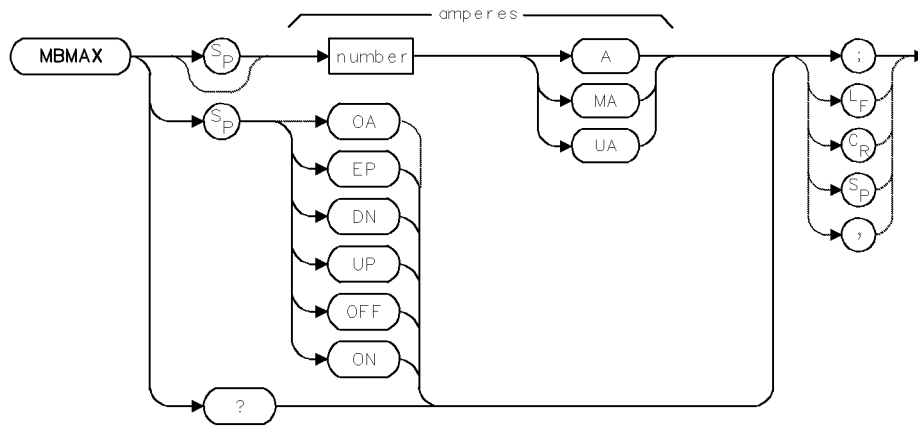 amperes
MBMAX
SP
number
A
MA
UA
SP
OA
EP
DN
UP
OFF
ON
?
;
LF
CR
SP
,